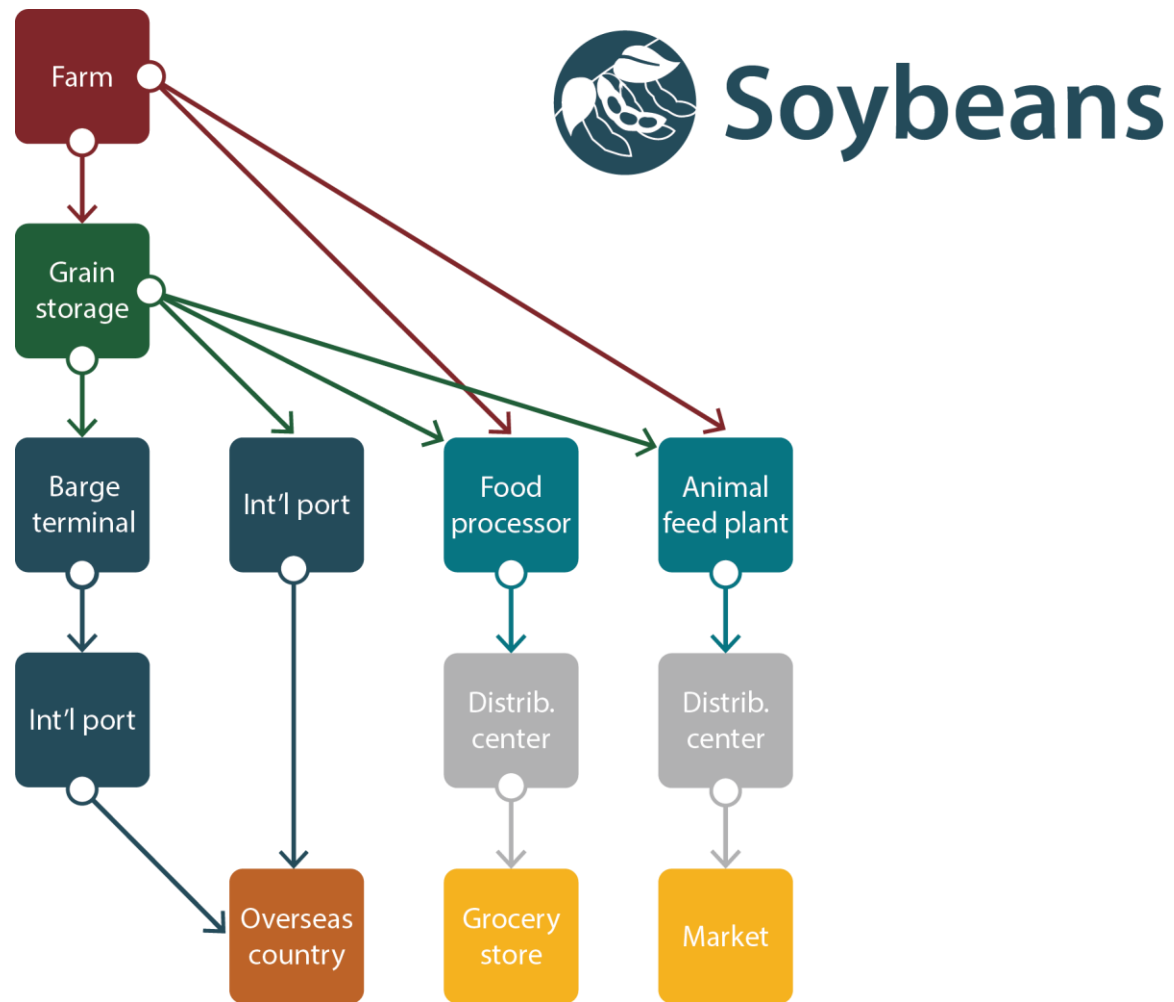 Farm
Soybeans
Grain
storage
Barge
terminal
Int’l port
Food
processor
Animal
feed plant
Int’l port
Distrib.
center
Distrib.
center
Overseas
country
Grocery
store
Market